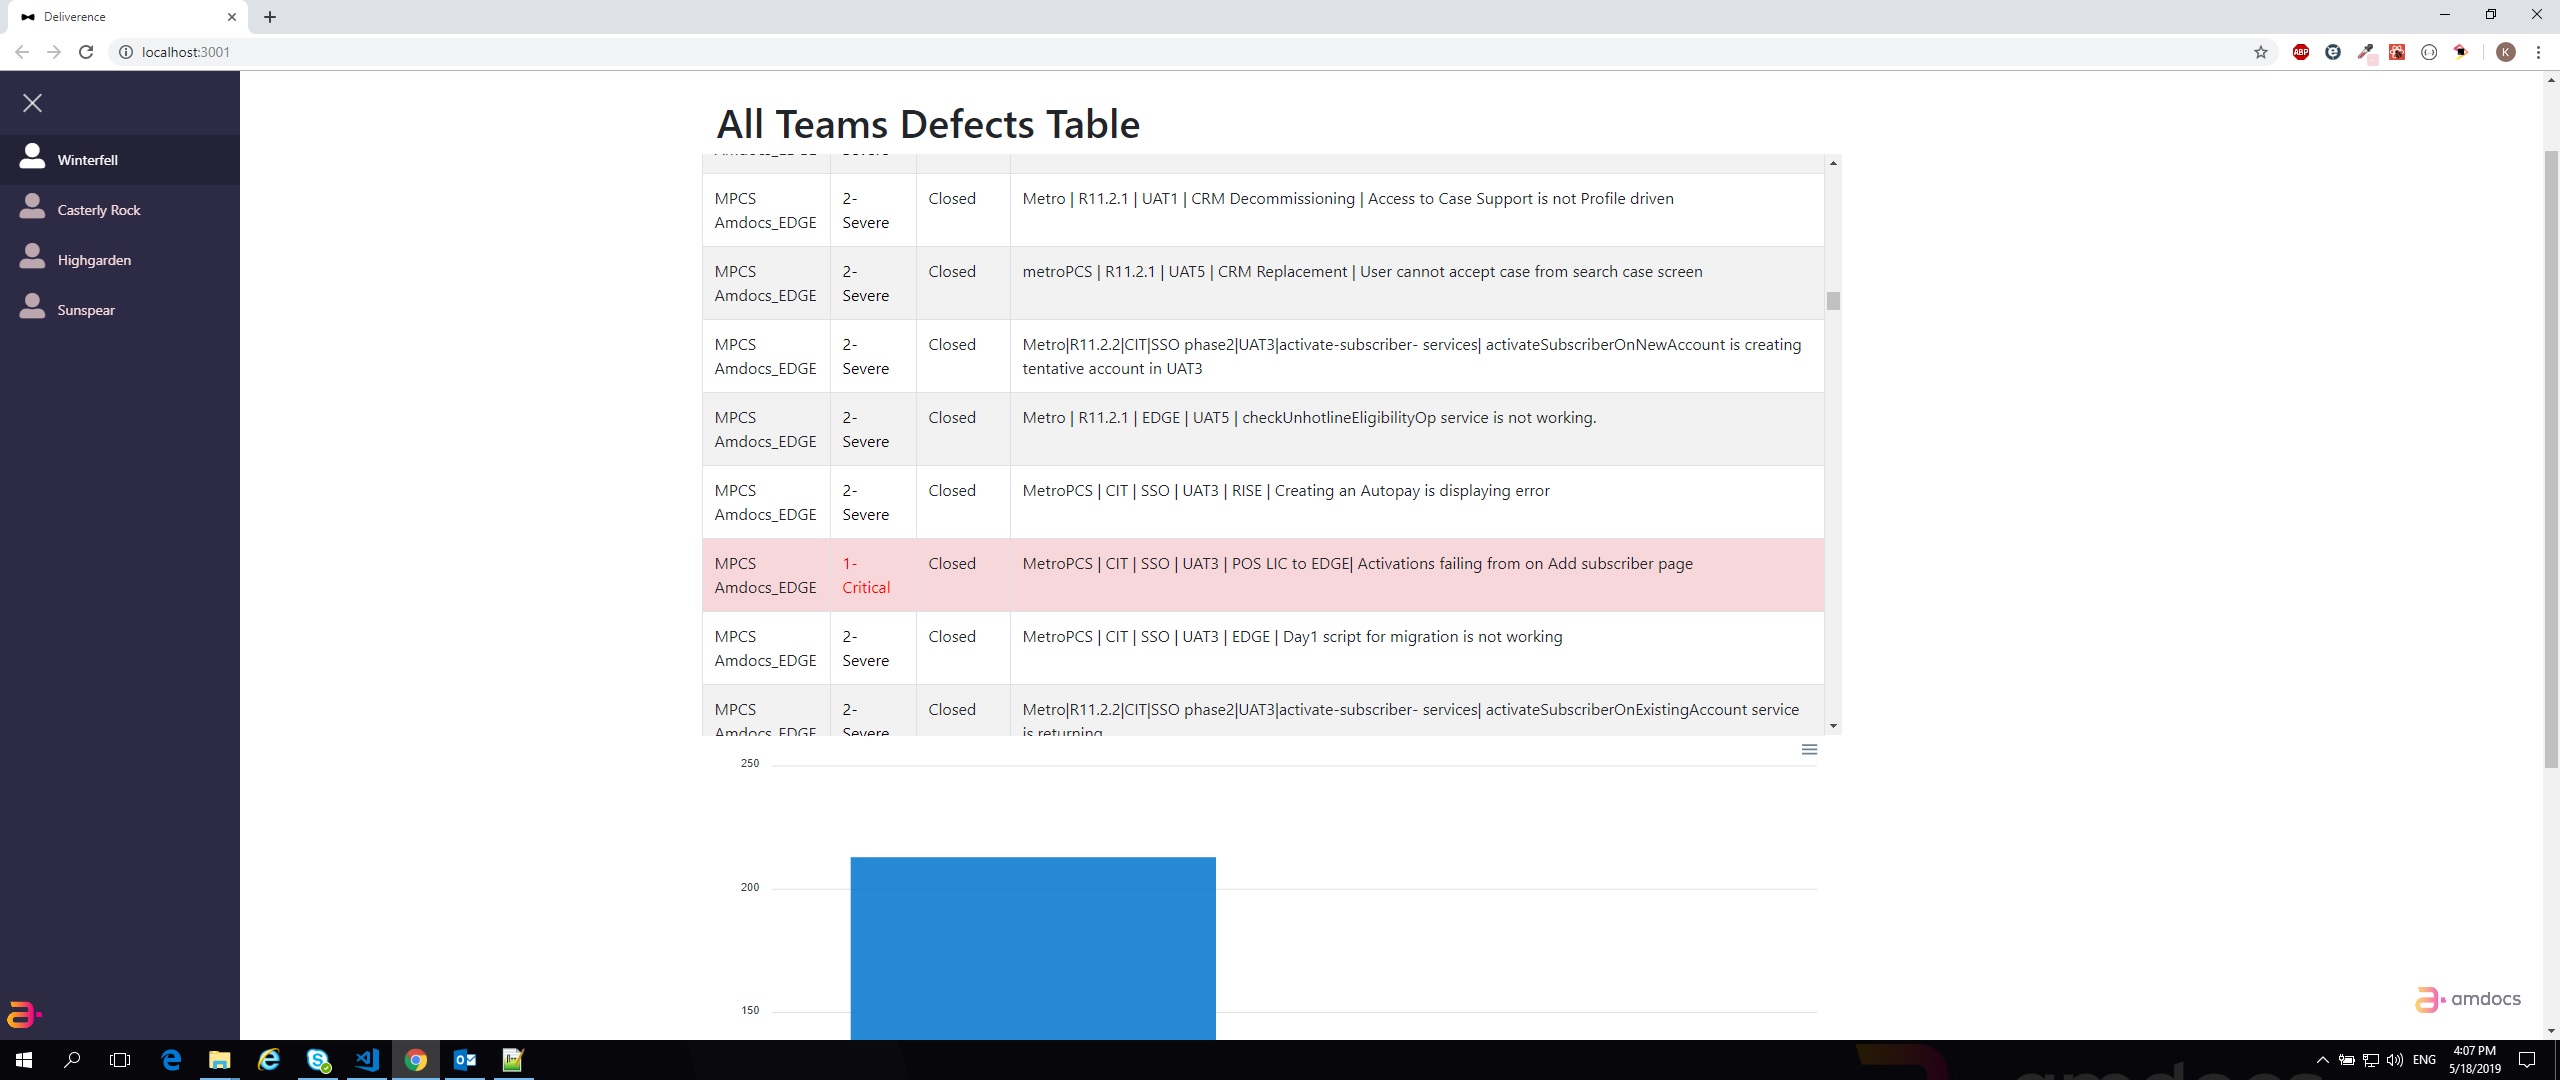 Deliverence
localhost:3001
ABP
K
Winterfell
Casterly Rock
Highgarden
Sunspear
All Teams Defects Table
Amdocs_EDGE
Severe
MPCS
Amdocs_EDGE
2-
Severe
Closed
Metro | R11.2.1 | UAT1 | CRM Decommissioning | Access to Case Support is not Profile driven
MPCS
Amdocs_EDGE
2-
Severe
Closed
metroPCS | R11.2.1 | UAT5 | CRM Replacement | User cannot accept case from search case screen
MPCS
Amdocs_EDGE
2-
Severe
Closed
Metro|R11.2.2|CIT|SSO phase2|UAT3|activate-subscriber- services| activateSubscriberOnNewAccount is creating
tentative account in UAT3
MPCS
Amdocs_EDGE
2-
Severe
Closed
Metro | R11.2.1 | EDGE | UAT5 | checkUnhotlineEligibilityOp service is not working.
MPCS
Amdocs_EDGE
2-
Severe
Closed
MetroPCS | CIT | SSO | UAT3 | RISE | Creating an Autopay is displaying error
MPCS
Amdocs_EDGE
1-
Critical
Closed
MetroPCS | CIT | SSO | UAT3 | POS LIC to EDGE| Activations failing from on Add subscriber page
MPCS
Amdocs_EDGE
2-
Severe
Closed
MetroPCS | CIT | SSO | UAT3 | EDGE | Day1 script for migration is not working
MPCS
Amdocs_EDGE
2-
Severe
Closed
Metro|R11.2.2|CIT|SSO phase2|UAT3|activate-subscriber- services| activateSubscriberOnExistingAccount service
is returning
250
200
150
amdocs
ENG
4:07 PM
5/18/2019